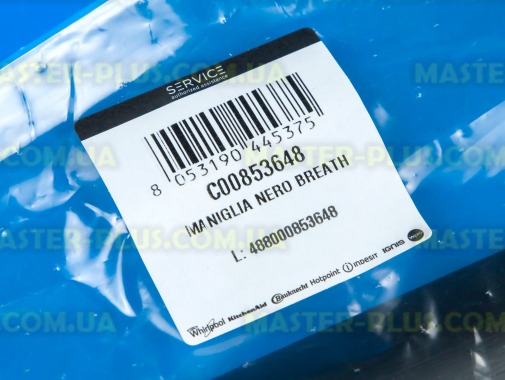 SERVICE
authorized assistance
8 053190 445375
C00853648
MANIGLIA NERO BREATH
L: 488000853648
Whirlpool KitchenAid Bauknecht Hotpoint INDESIT IGNIS
MASTER-PLUS.COM.UA